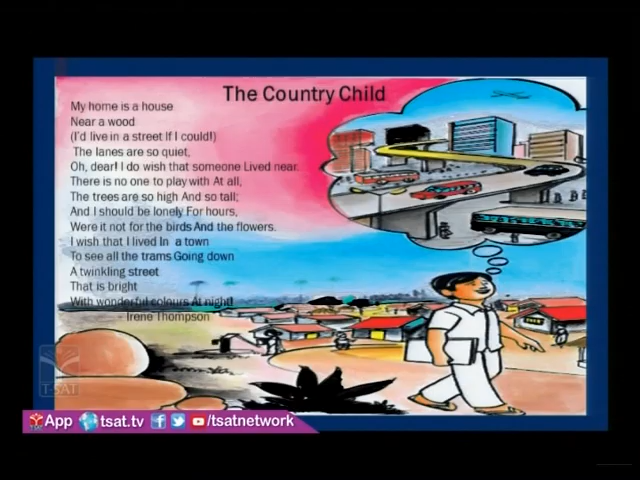 The Country Child
My home is a house
Near a wood
(I'd live in a street If I could!)
The lanes are so quiet,
Oh, dear! I do wish that someone Lived near.
There is no one to play with At all,
The trees are so high And so tall;
And I should be lonely For hours,
Were it not for the birds And the flowers.
I wish that I lived In a town
To see all the trams Going down
A twinkling street
That is bright
With wonderful colours At night!
- Irene Thompson
T-SAT
App tsat.tv /tsatnetwork